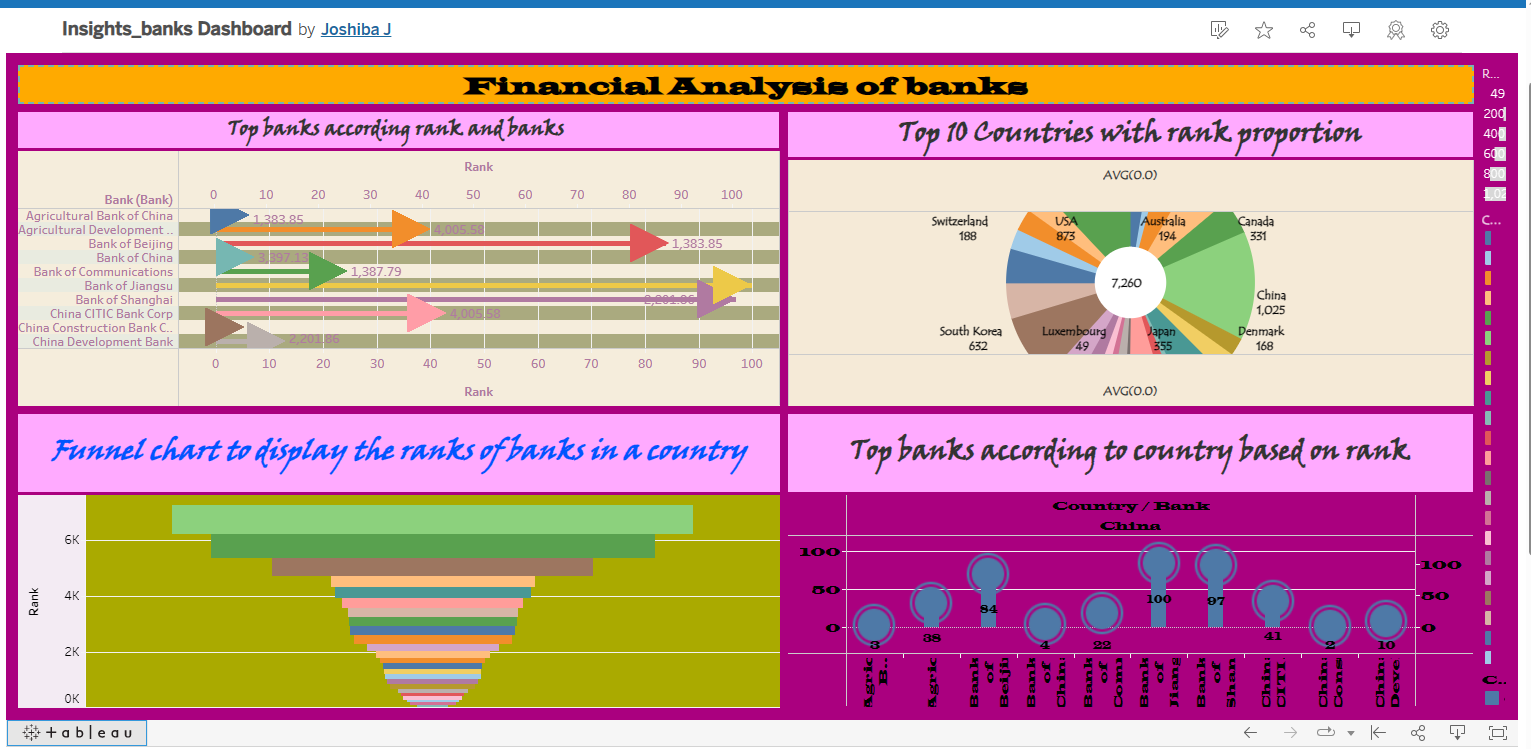 Insights_banks Dashboard by Joshiba J
Financial Analysis of banks
R...
49
200
400
600
800
1,02
C...
C..
Top banks according rank and banks
Rank
Bank (Bank)
0 10 20 30 40 50 60 70 80 90 100
Agricultural Bank of China 1,383.85
Agricultural Development .. 4,005.58
Bank of Beijing 1,383.85
Bank of China 3,397.13
Bank of Communications 1,387.79
Bank of Jiangsu
Bank of Shanghai 2,201.86
China CITIC Bank Corp 4,005.58
China Construction Bank C..
China Development Bank 2,201.86
0 10 20 30 40 50 60 70 80 90 100
Rank
Top 10 Countries with rank proportion
AVG(0.0)
Switzerland
188
USA
873
Australia
194
Canada
331
7,260
China
1,025
South Korea
632
Luxembourg
49
Japan
355
Denmark
168
AVG(0.0)
Funnel chart to display the ranks of banks in a country
Rank
6K
4K
2K
0K
Top banks according to country based on rank
Country / Bank
China
100
50
0
100
50
0
3 38 84 4 22 100 97 41 2 10
Agric
B..
Agric
Bank
of
Beiji
Bank
of
Chin
Bank
of
Com
Bank
of
Jiang
Bank
of
Shan
Chin
CITI
Chin
Cons
Chin
Deve
+ a b l e a u